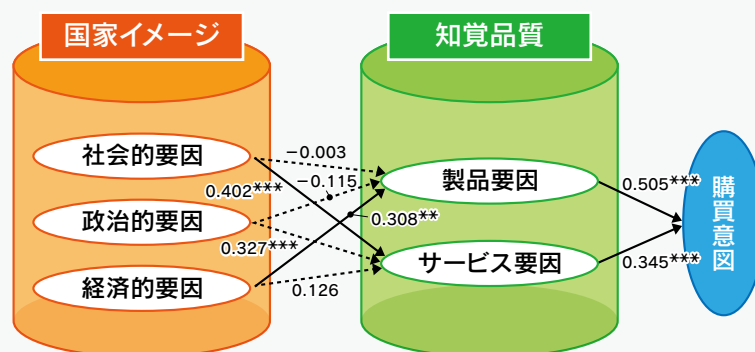 国家イメージ
知覚品質
社会的要因
政治的要因
経済的要因
−0.003
−0.115
0.402***
0.308**
0.327***
0.126
製品要因
サービス要因
0.505***
0.345***
購買意図